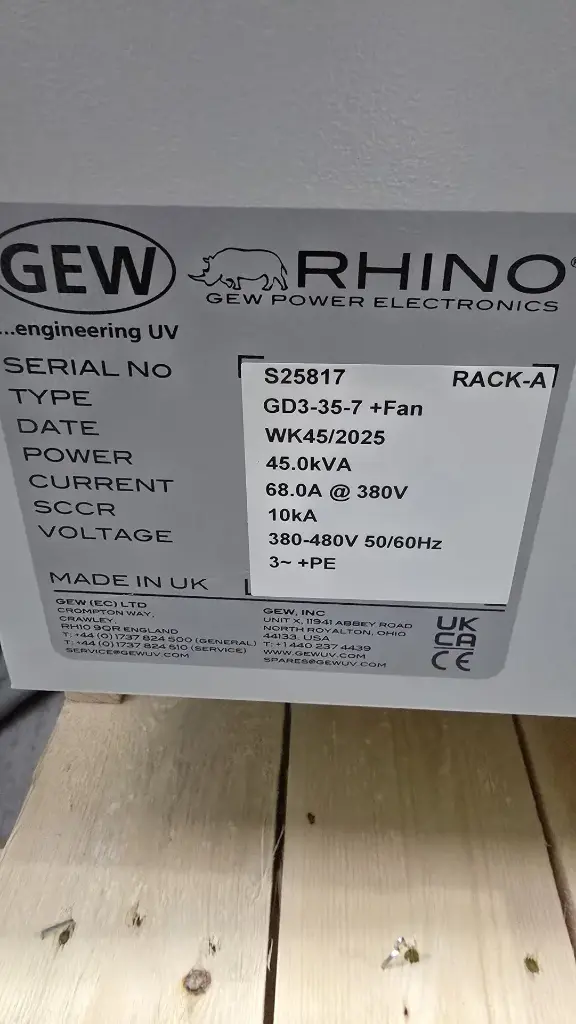 GEW
...engineering UV
RHINO®
GEW POWER ELECTRONICS
SERIAL NO S25817 RACK-A
TYPE GD3-35-7 +Fan
DATE WK45/2025
POWER 45.0kVA
CURRENT 68.0A @ 380V
SCCR 10kA
VOLTAGE 380-480V 50/60Hz
3~ +PE
MADE IN UK
GEW (EC) LTD
CROMPTON WAY,
CRAWLEY,
RH10 9QR ENGLAND
T: +44 (0) 1737 824 500 (GENERAL)
T: +44 (0) 1737 824 510 (SERVICE)
SERVICE@GEWUV.COM
GEW, INC
UNIT X, 11941 ABBEY ROAD
NORTH ROYALTON, OHIO
44133, USA
T: +1 440 237 4439
WWW.GEWUV.COM
SPARES@GEWUV.COM
UK
CA
CE